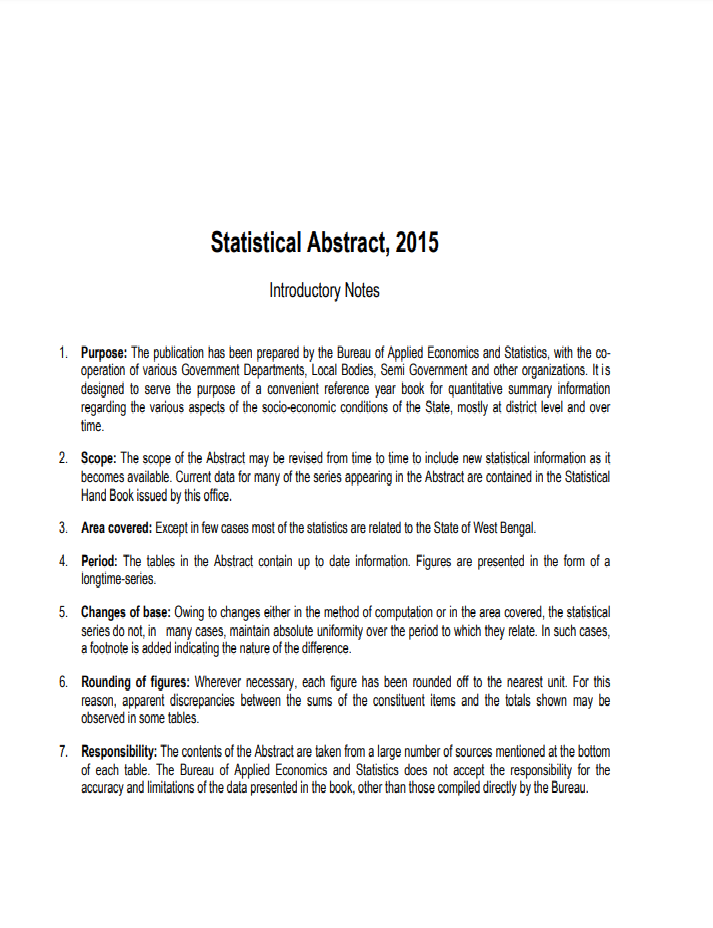 Statistical Abstract, 2015
Introductory Notes
1. Purpose: The publication has been prepared by the Bureau of Applied Economics and Statistics, with the co-
operation of various Government Departments, Local Bodies, Semi Government and other organizations. It is
designed to serve the purpose of a convenient reference year book for quantitative summary information
regarding the various aspects of the socio-economic conditions of the State, mostly at district level and over
time.
2. Scope: The scope of the Abstract may be revised from time to time to include new statistical information as it
becomes available. Current data for many of the series appearing in the Abstract are contained in the Statistical
Hand Book issued by this office.
3. Area covered: Except in few cases most of the statistics are related to the State of West Bengal.
4. Period: The tables in the Abstract contain up to date information. Figures are presented in the form of a
longtime-series.
5. Changes of base: Owing to changes either in the method of computation or in the area covered, the statistical
series do not, in many cases, maintain absolute uniformity over the period to which they relate. In such cases,
a footnote is added indicating the nature of the difference.
6. Rounding of figures: Wherever necessary, each figure has been rounded off to the nearest unit. For this
reason, apparent discrepancies between the sums of the constituent items and the totals shown may be
observed in some tables.
7. Responsibility: The contents of the Abstract are taken from a large number of sources mentioned at the bottom
of each table. The Bureau of Applied Economics and Statistics does not accept the responsibility for the
accuracy and limitations of the data presented in the book, other than those compiled directly by the Bureau.